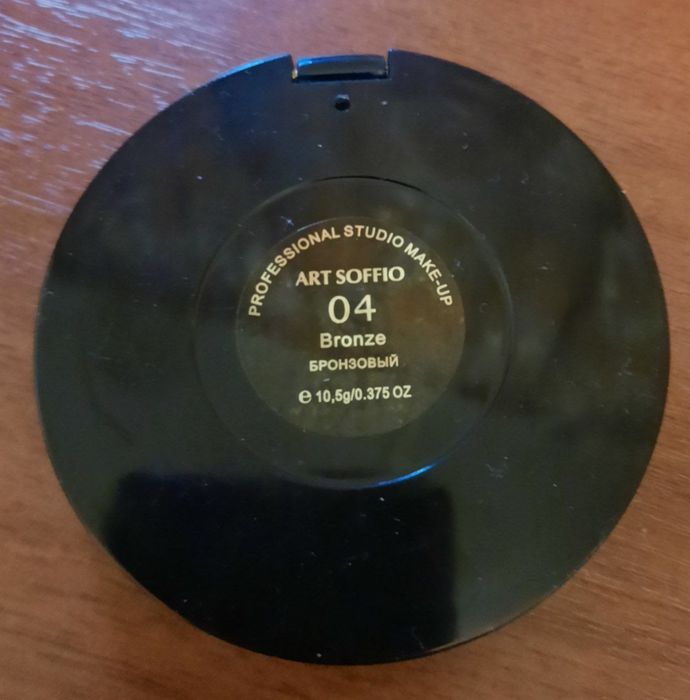 PROFESSIONAL STUDIO MAKE-UP
ART SOFFIO
04
Bronze
БРОНЗОВЫЙ
℮ 10,5g/0.375 OZ